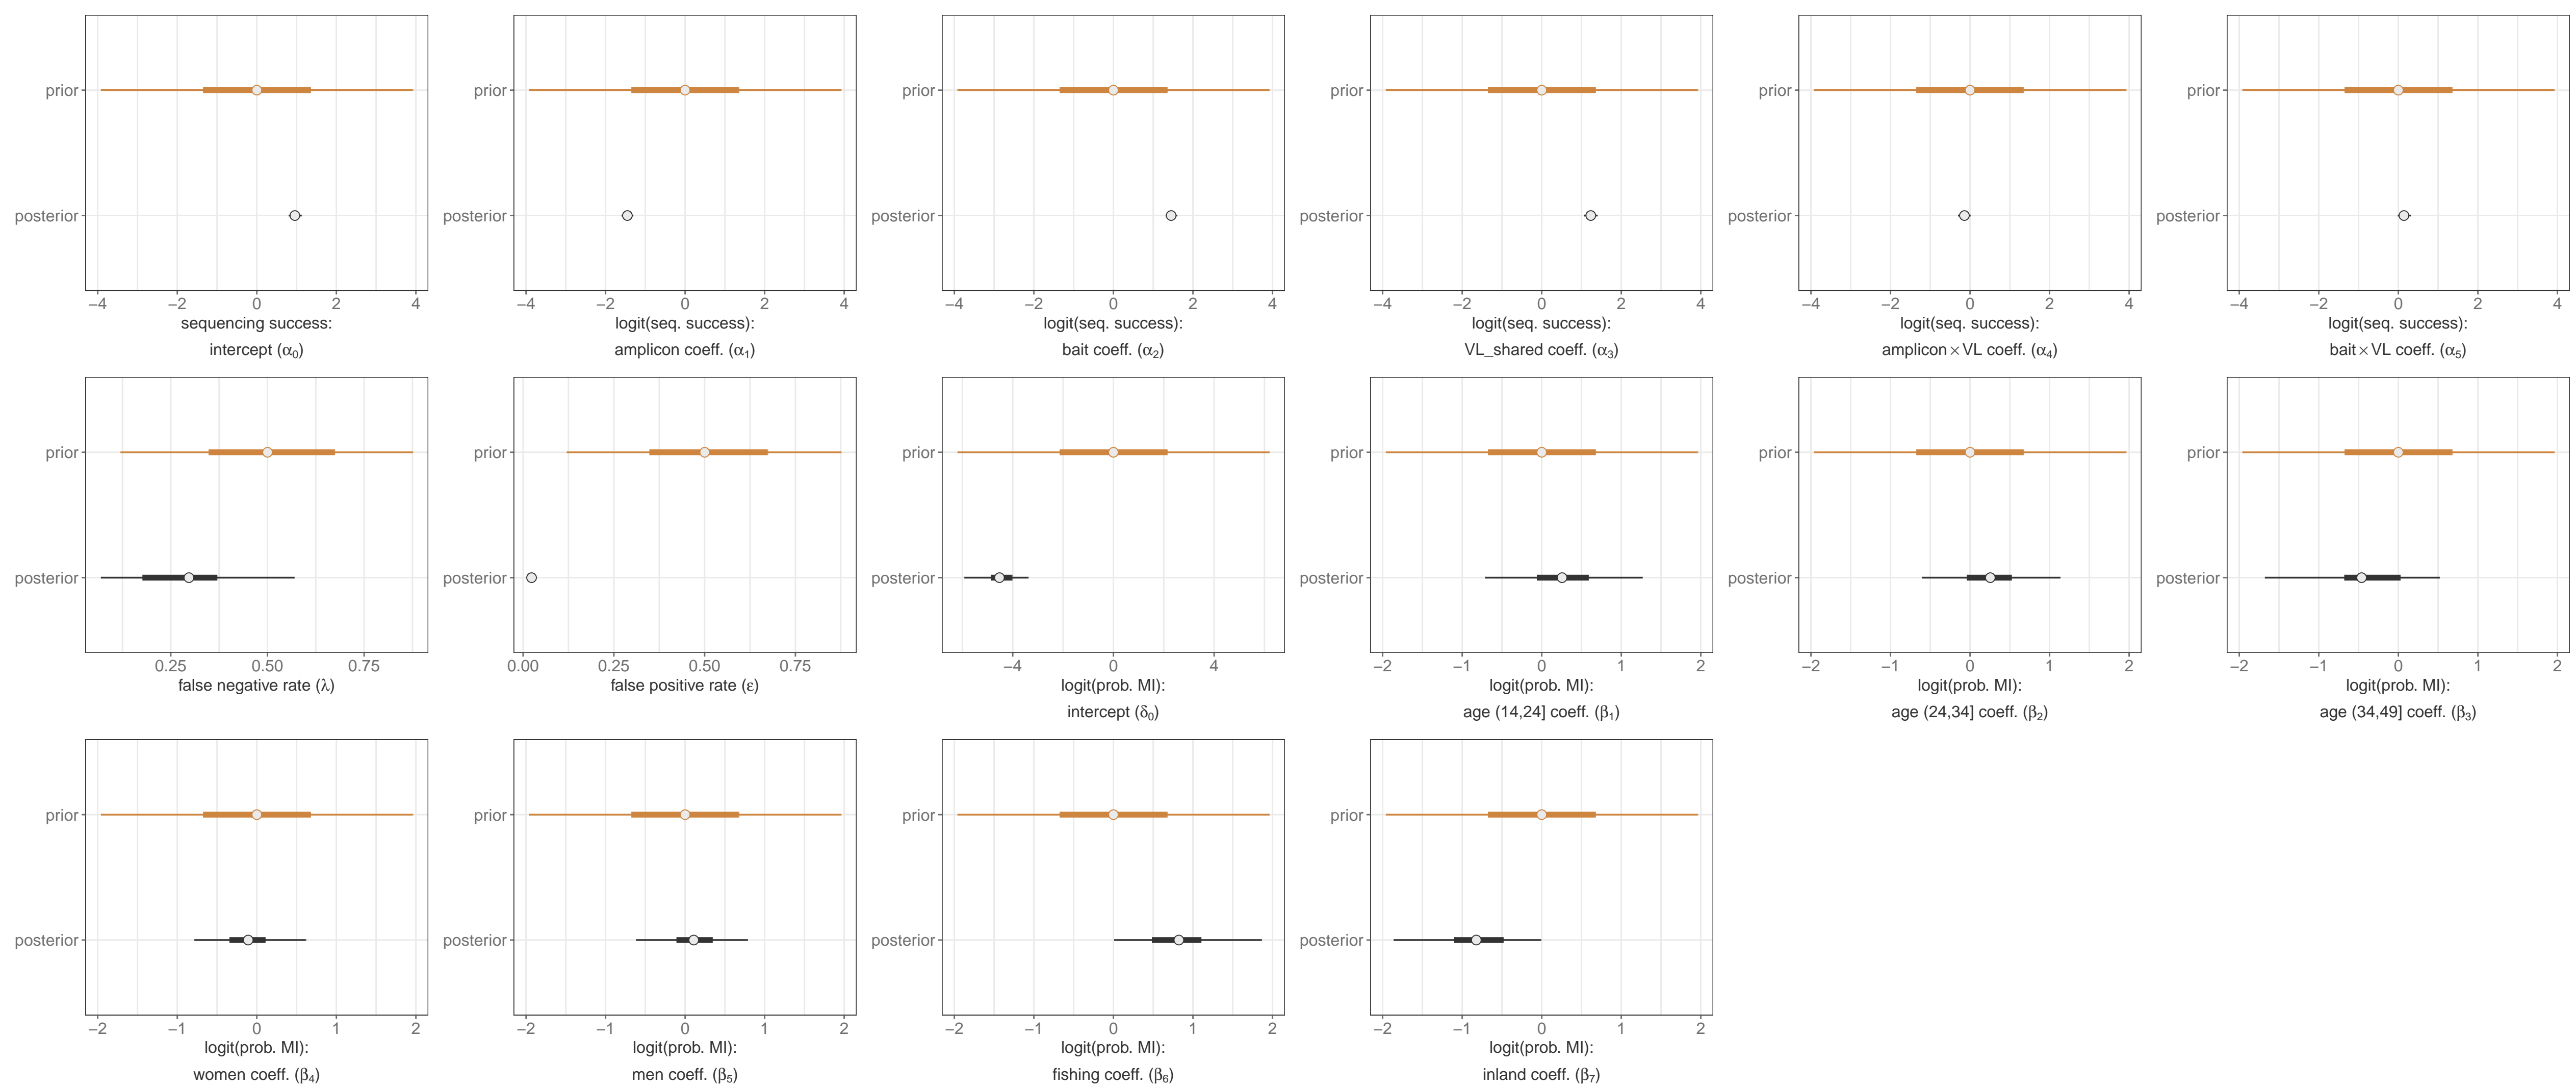 prior
posterior
−4 −2 0 2 4
sequencing success:
intercept (α₀)
prior
posterior
−4 −2 0 2 4
logit(seq. success):
amplicon coeff. (α₁)
prior
posterior
−4 −2 0 2 4
logit(seq. success):
bait coeff. (α₂)
prior
posterior
−4 −2 0 2 4
logit(seq. success):
VL_shared coeff. (α₃)
prior
posterior
−4 −2 0 2 4
logit(seq. success):
amplicon×VL coeff. (α₄)
prior
posterior
−4 −2 0 2 4
logit(seq. success):
bait×VL coeff. (α₅)
prior
posterior
0.25 0.50 0.75
false negative rate (λ)
prior
posterior
0.00 0.25 0.50 0.75
false positive rate (ε)
prior
posterior
−4 0 4
logit(prob. MI):
intercept (δ₀)
prior
posterior
−2 −1 0 1 2
logit(prob. MI):
age (14,24] coeff. (β₁)
prior
posterior
−2 −1 0 1 2
logit(prob. MI):
age (24,34] coeff. (β₂)
prior
posterior
−2 −1 0 1 2
logit(prob. MI):
age (34,49] coeff. (β₃)
prior
posterior
−2 −1 0 1 2
logit(prob. MI):
women coeff. (β₄)
prior
posterior
−2 −1 0 1 2
logit(prob. MI):
men coeff. (β₅)
prior
posterior
−2 −1 0 1 2
logit(prob. MI):
fishing coeff. (β₆)
prior
posterior
−2 −1 0 1 2
logit(prob. MI):
inland coeff. (β₇)